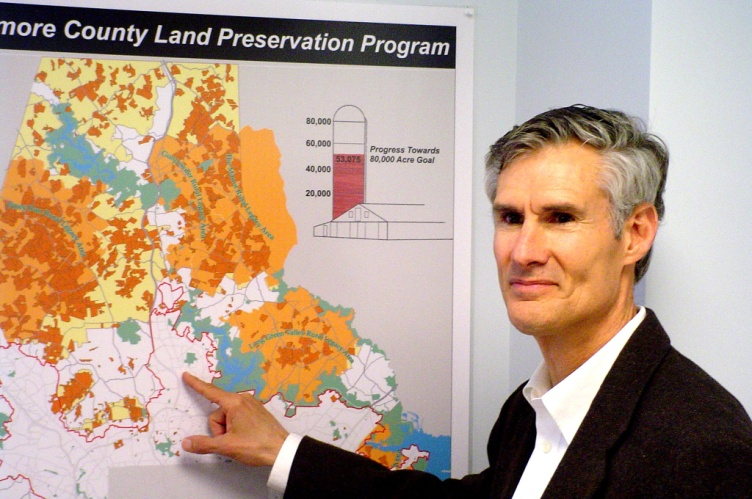 more County Land Preservation Program
80,000
60,000
40,000
20,000
53,075
Progress Towards
80,000 Acre Goal